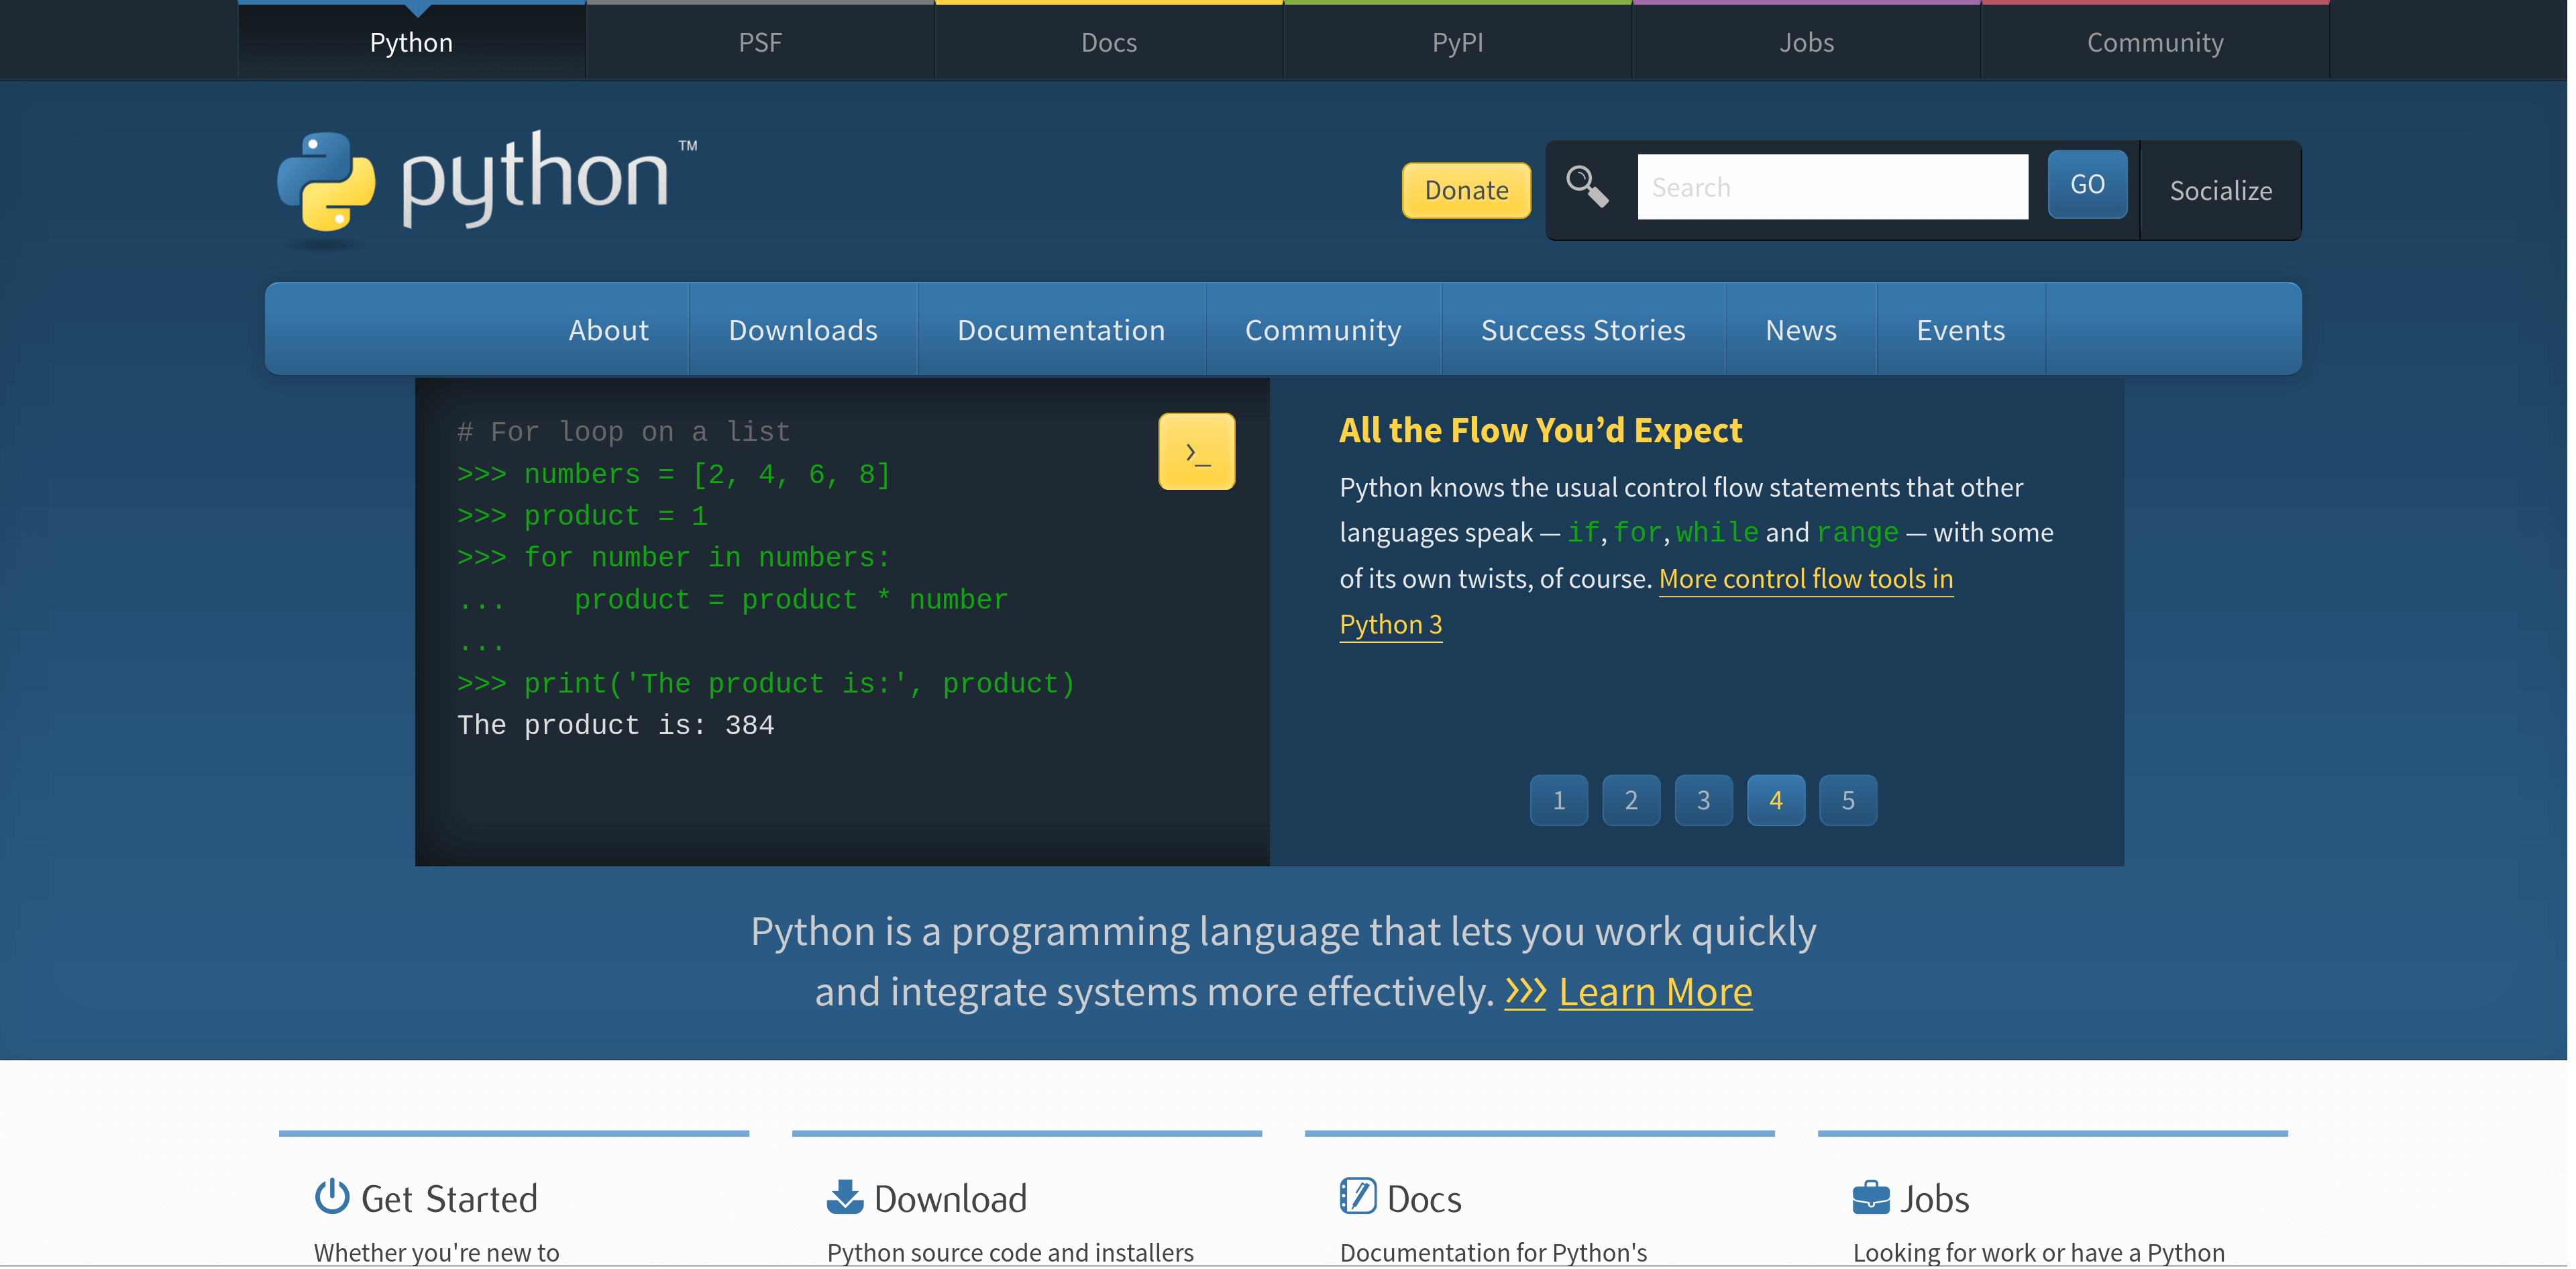 Python PSF Docs PyPI Jobs Community
python™
Donate Search GO Socialize
About Downloads Documentation Community Success Stories News Events
# For loop on a list
>>> numbers = [2, 4, 6, 8]
>>> product = 1
>>> for number in numbers:
...    product = product * number
...
>>> print('The product is:', product)
The product is: 384
>_
All the Flow You’d Expect
Python knows the usual control flow statements that other
languages speak — if, for, while and range — with some
of its own twists, of course. More control flow tools in
Python 3
1 2 3 4 5
Python is a programming language that lets you work quickly
and integrate systems more effectively. >>> Learn More
Get Started
Whether you're new to
Download
Python source code and installers
Docs
Documentation for Python's
Jobs
Looking for work or have a Python